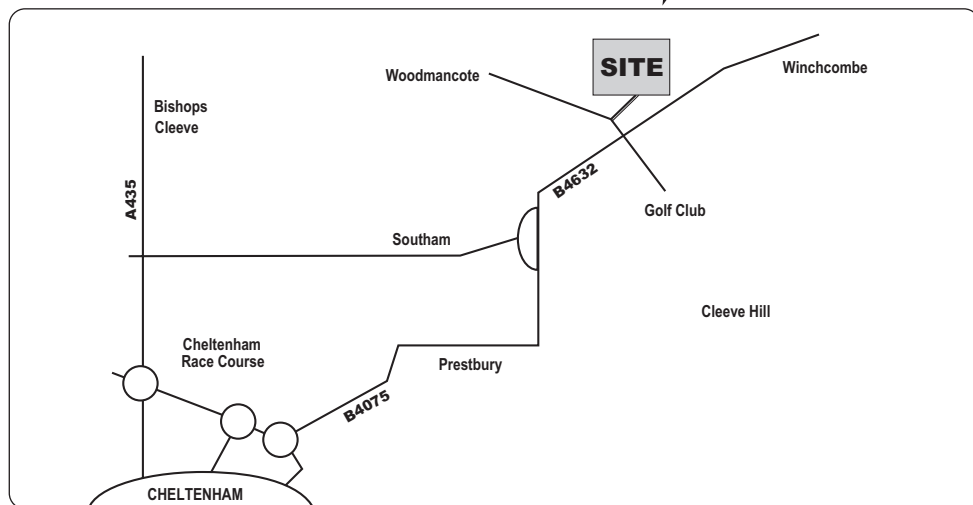 SITE
Woodmancote
Winchcombe
Bishops
Cleeve
A435
B4632
Golf Club
Southam
Cleeve Hill
Cheltenham
Race Course
Prestbury
B4075
CHELTENHAM